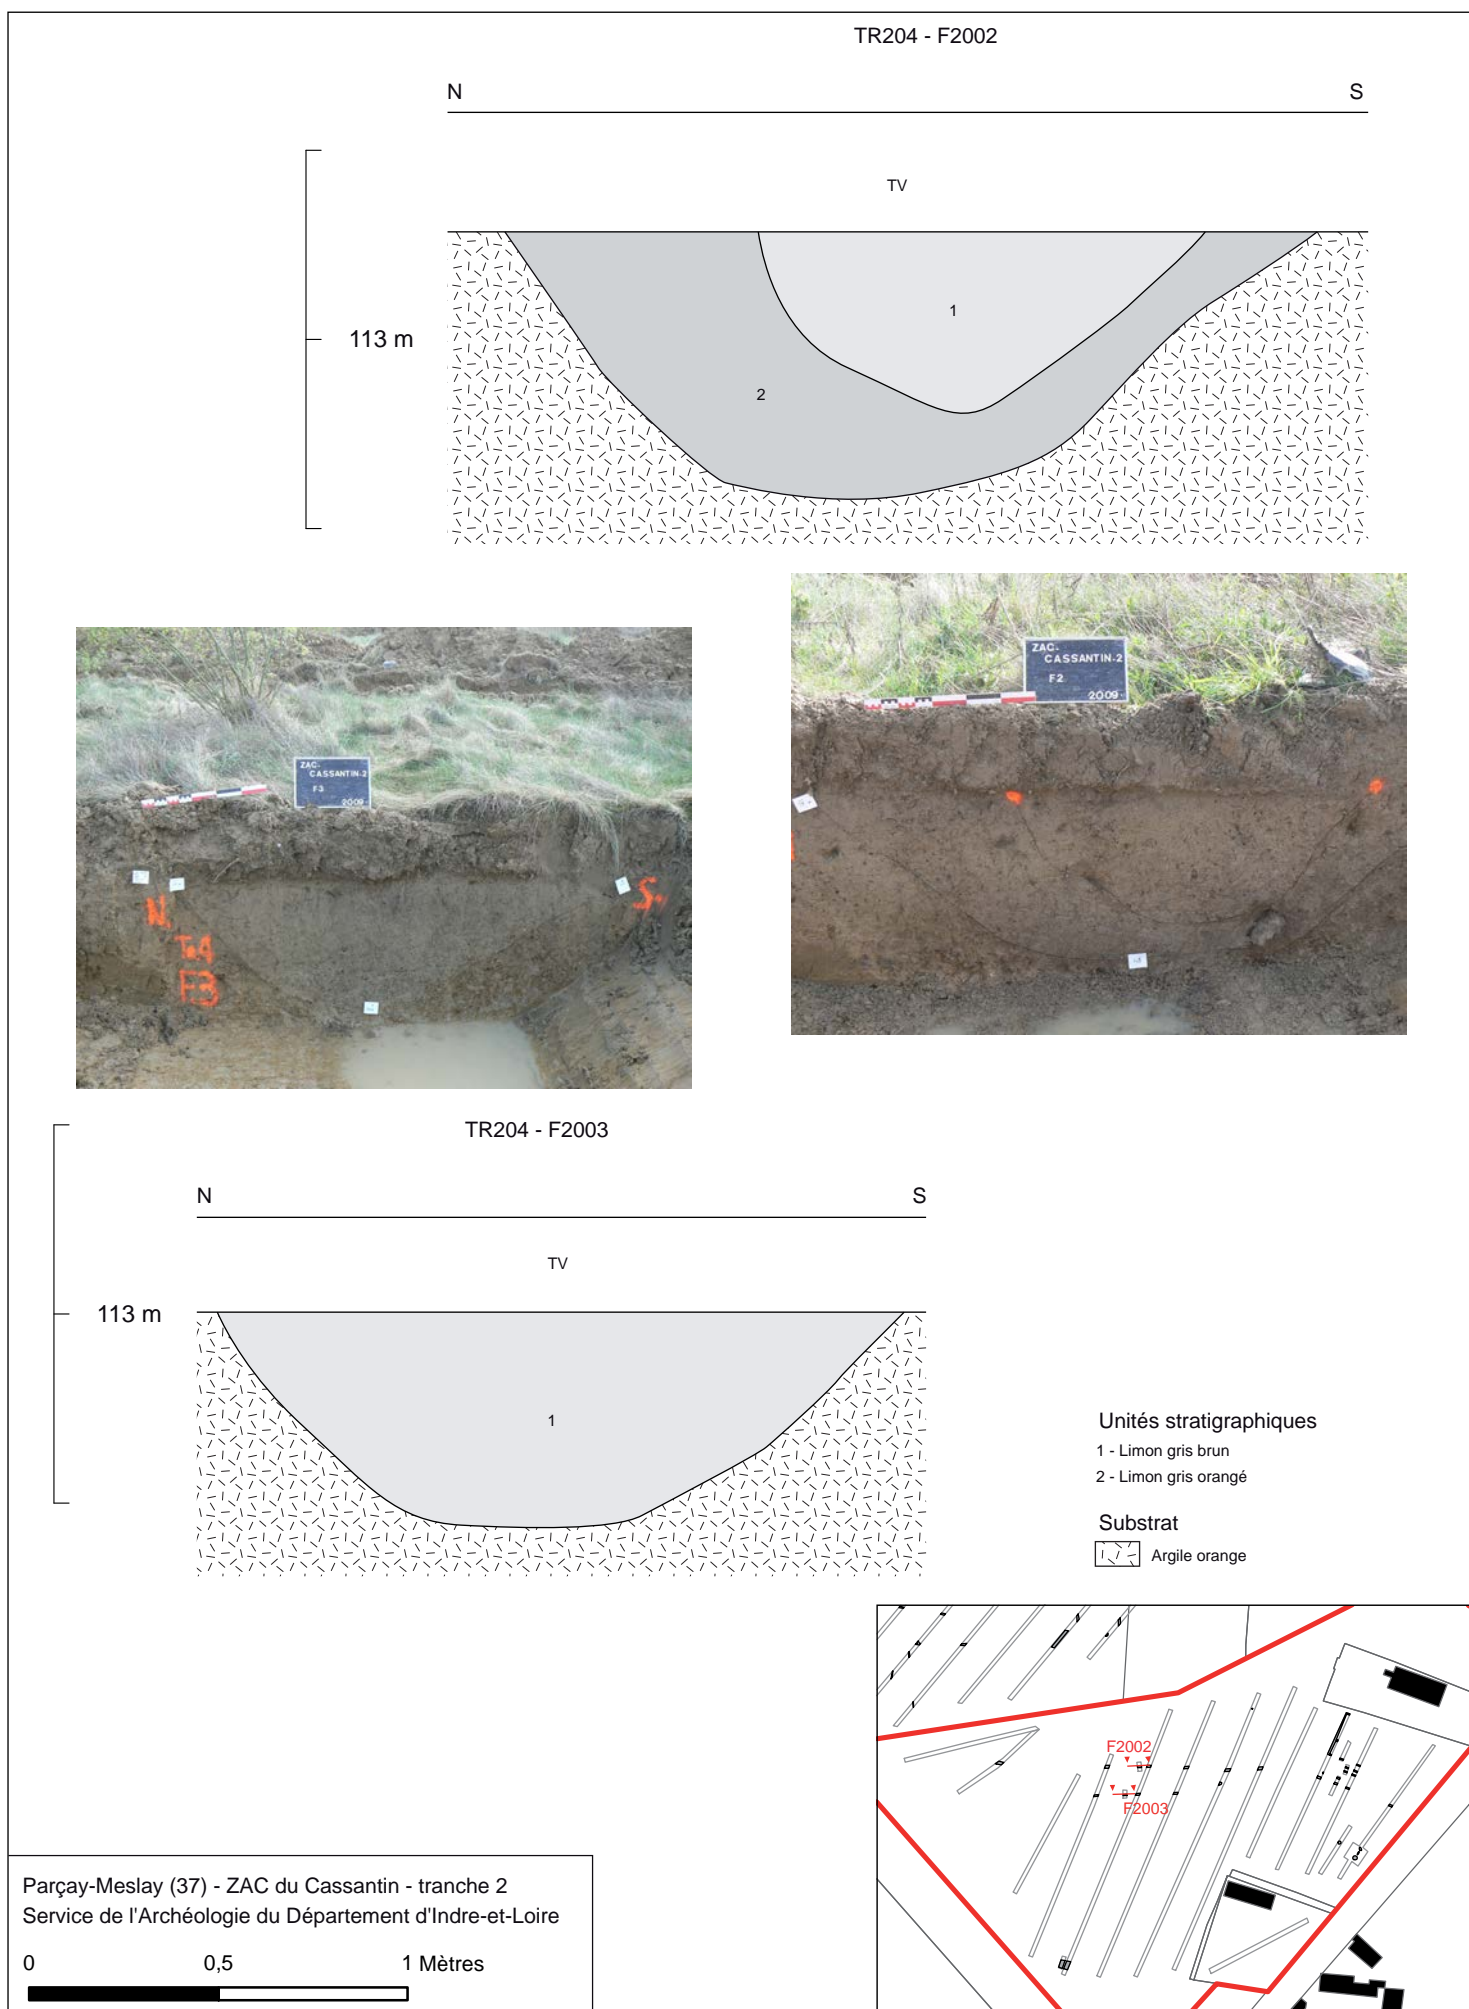 TR204 - F2002
N S
TV
1
113 m
2
ZAC-
CASSANTIN-2
F2
2009
ZAC-
CASSANTIN-2
F3
2009
N. S.
T.4
F3
TR204 - F2003
N S
TV
113 m
1
Unités stratigraphiques
1 - Limon gris brun
2 - Limon gris orangé
Substrat
Argile orange
F2002
F2003
Parçay-Meslay (37) - ZAC du Cassantin - tranche 2
Service de l'Archéologie du Département d'Indre-et-Loire
0 0,5 1 Mètres